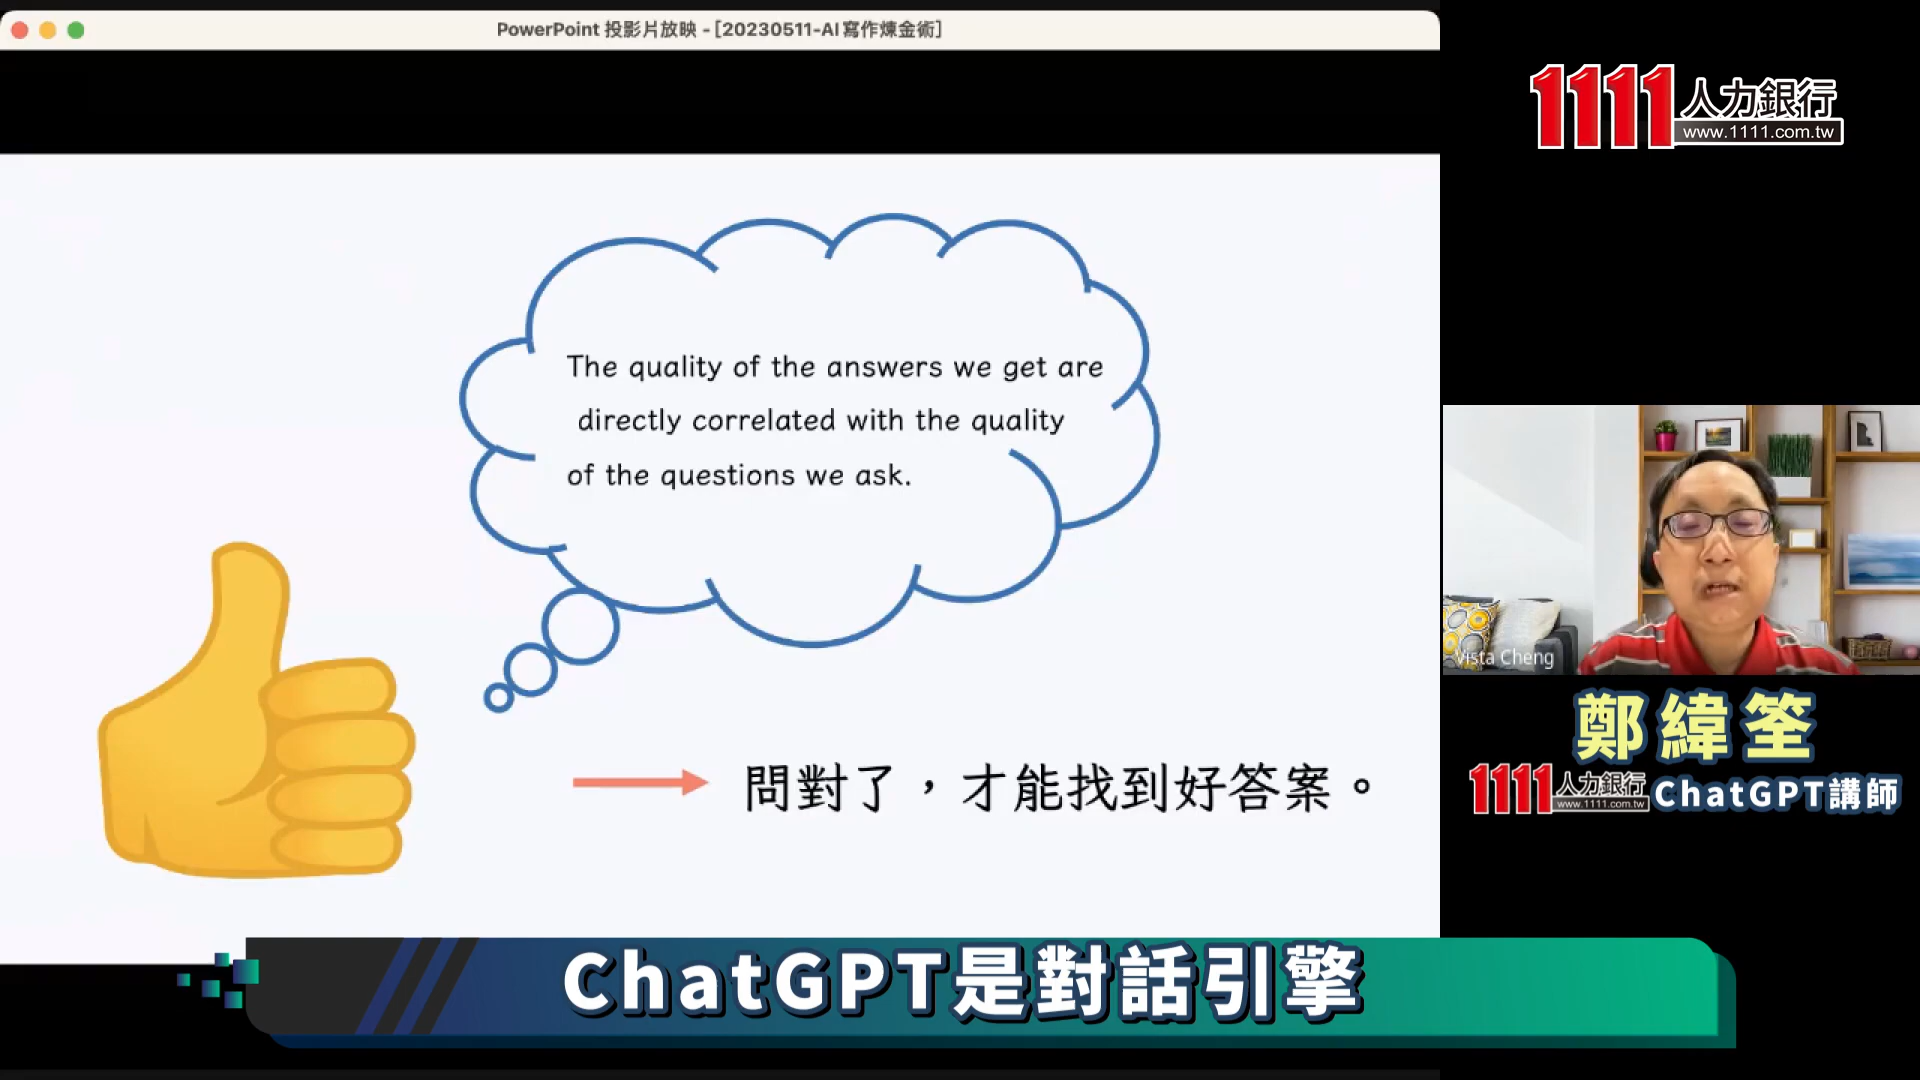 PowerPoint 投影片放映 - [20230511-AI寫作煉金術]
1111人力銀行
www.1111.com.tw
The quality of the answers we get are
directly correlated with the quality
of the questions we ask.
問對了，才能找到好答案。
Vista Cheng
鄭緯筌
1111人力銀行
www.1111.com.tw
ChatGPT講師
ChatGPT是對話引擎